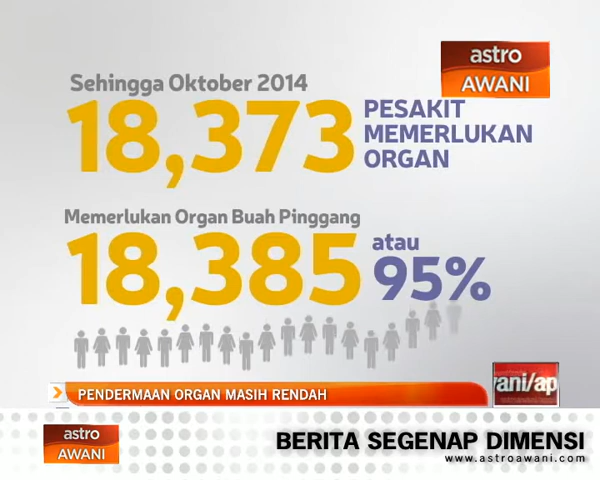 astro
AWANI
Sehingga Oktober 2014
18,373 PESAKIT
MEMERLUKAN
ORGAN
Memerlukan Organ Buah Pinggang
18,385 atau
95%
vani/ap
PENDERMAAN ORGAN MASIH RENDAH
astro
AWANI
BERITA SEGENAP DIMENSI
www.astroawani.com